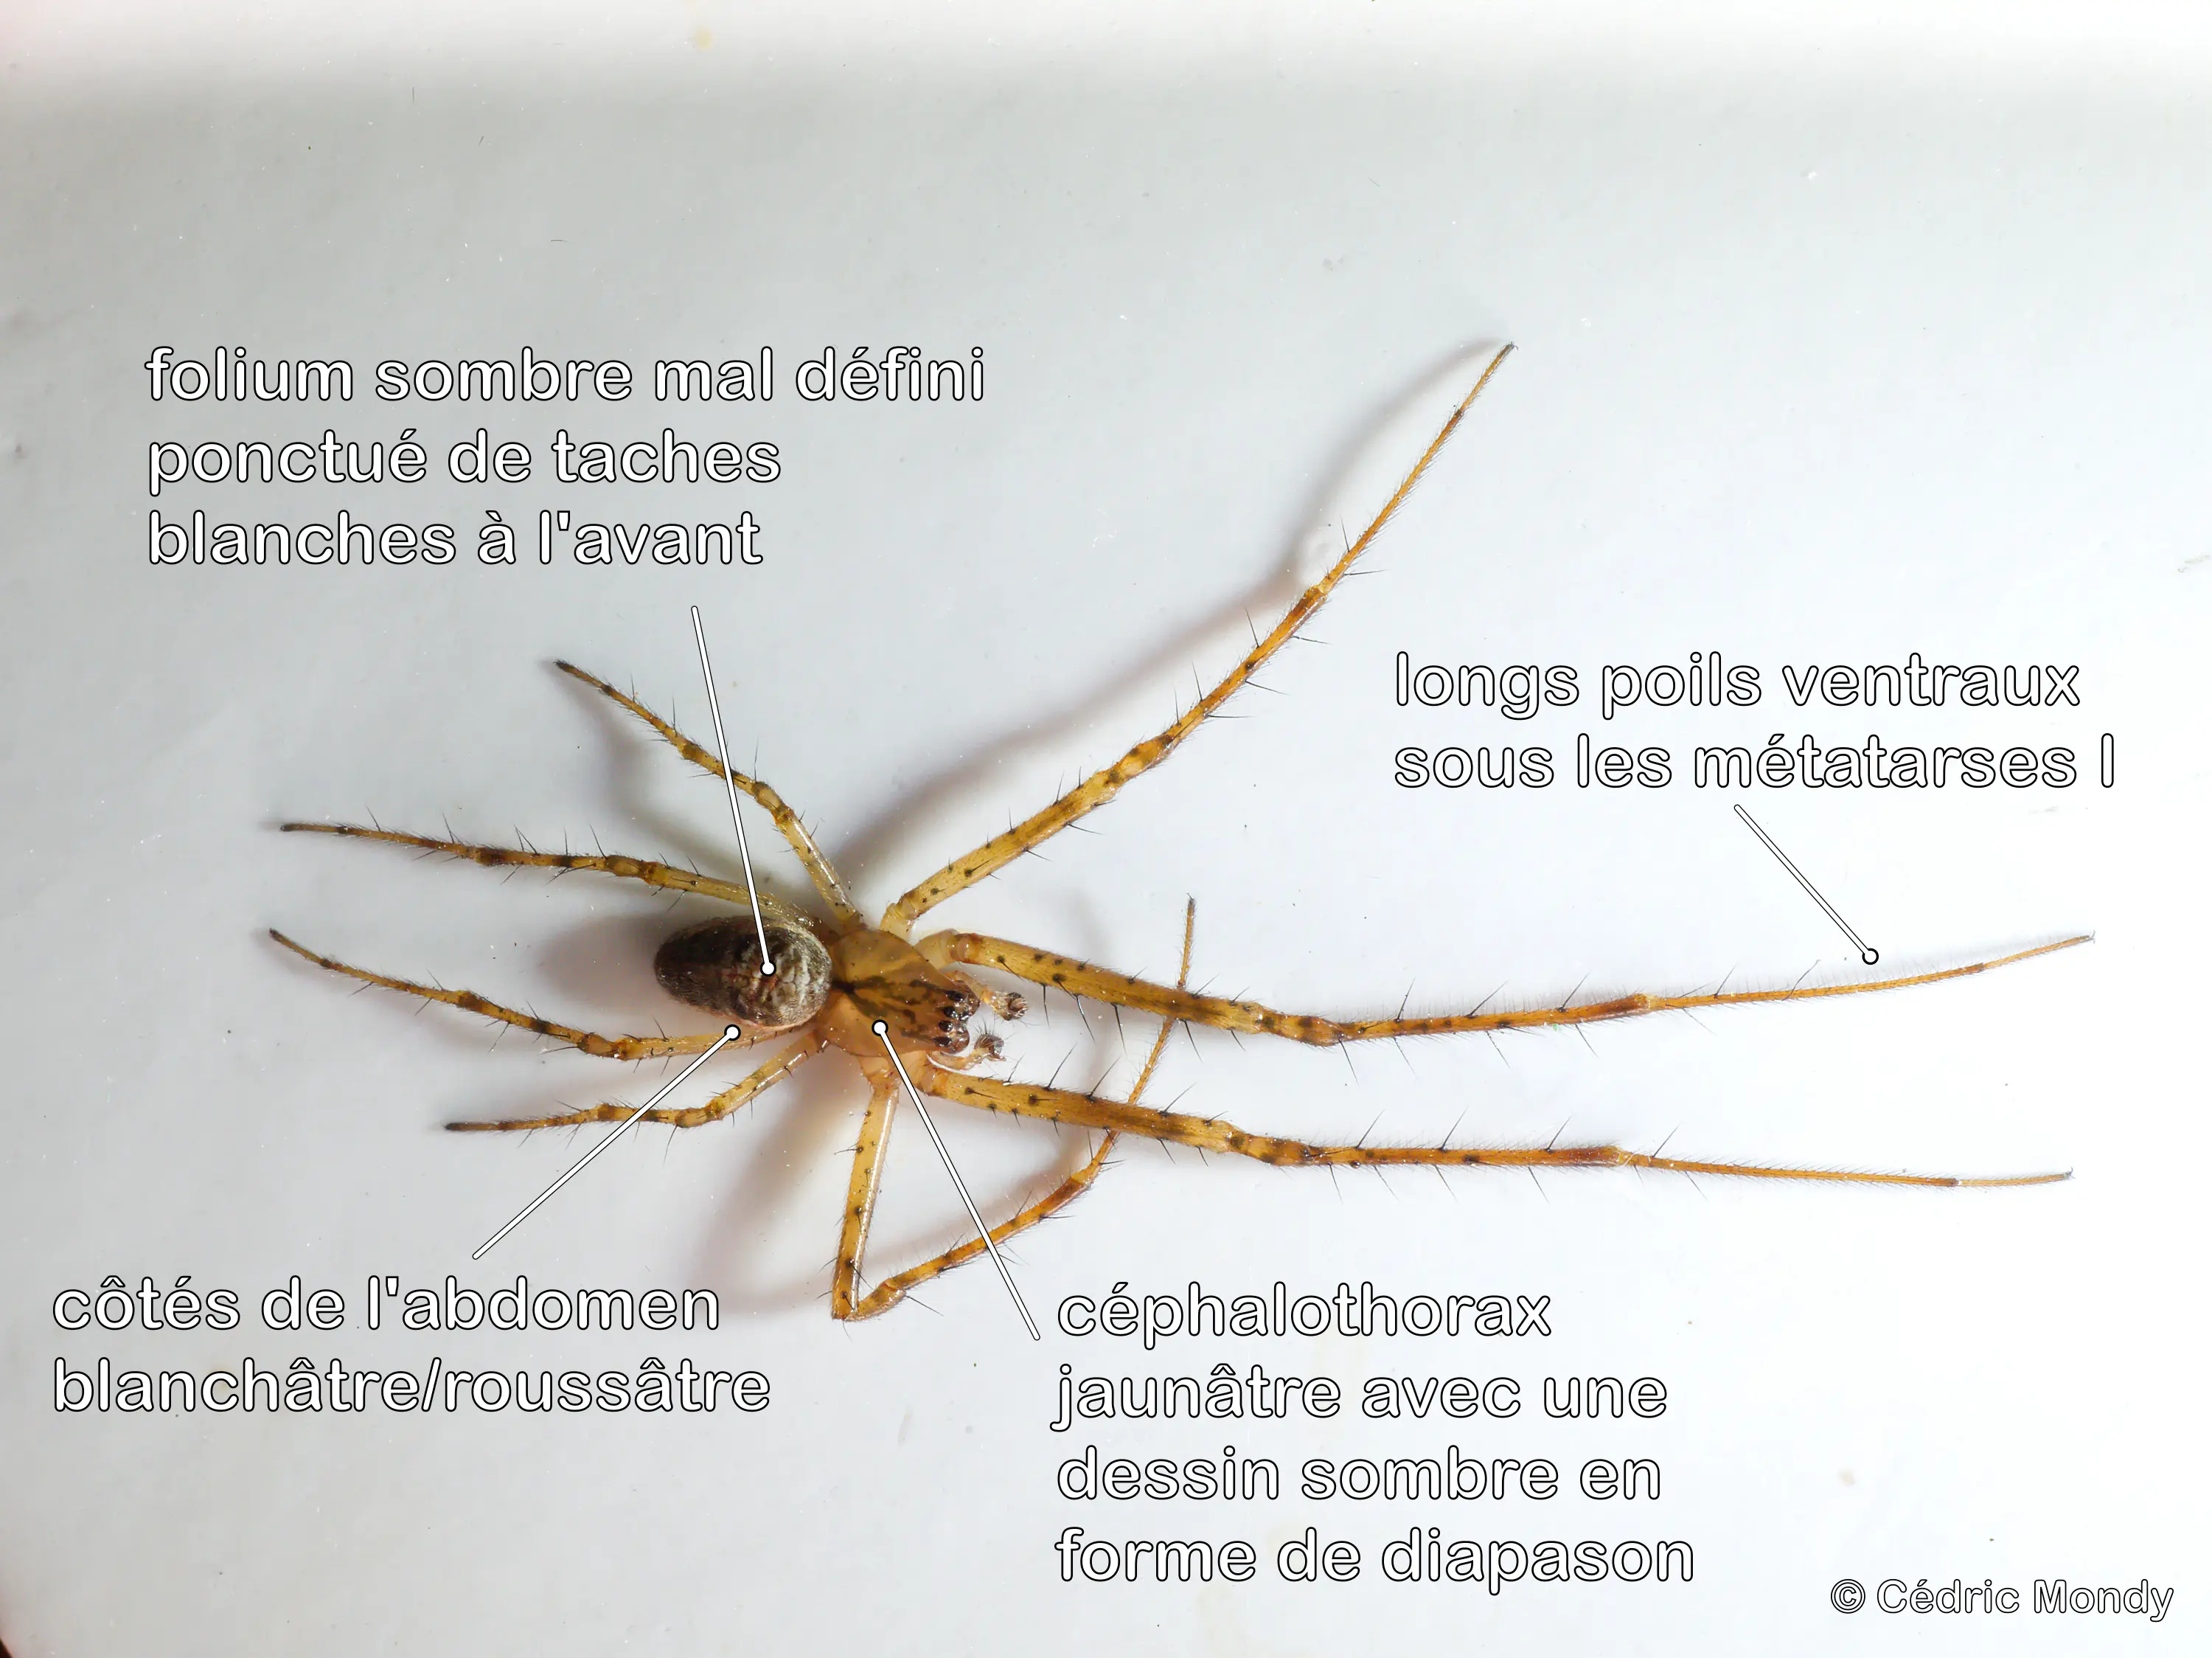 folium sombre mal défini
ponctué de taches
blanches à l'avant
longs poils ventraux
sous les métatarses I
côtés de l'abdomen
blanchâtre/roussâtre
céphalothorax
jaunâtre avec une
dessin sombre en
forme de diapason
© Cédric Mondy